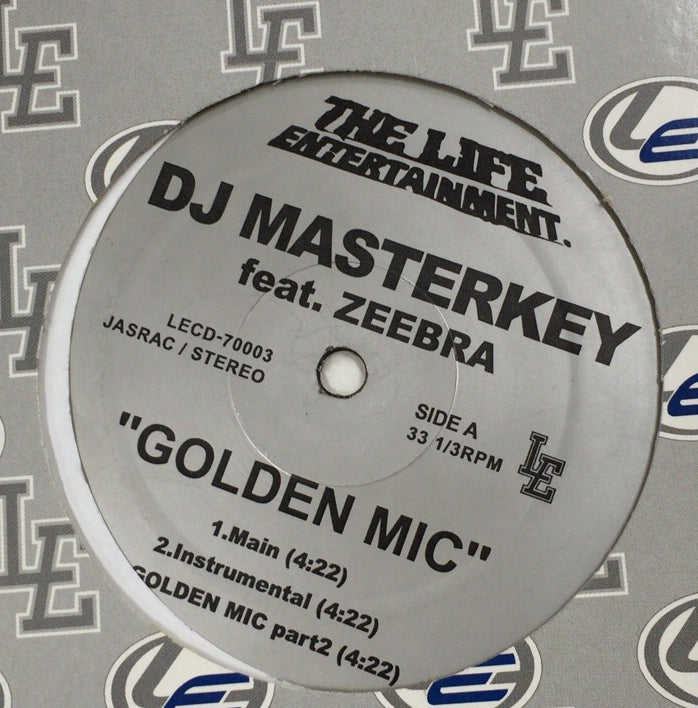 THE LIFE
ENTERTAINMENT.
DJ MASTERKEY
feat. ZEEBRA
LECD-70003
JASRAC / STEREO
SIDE A
33 1/3RPM
LE
"GOLDEN MIC"
1.Main (4:22)
2.Instrumental (4:22)
GOLDEN MIC part2 (4:22)